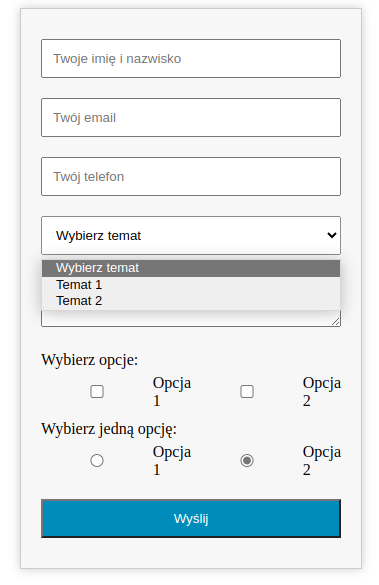 Twoje imię i nazwisko
Twój email
Twój telefon
Wybierz temat
Wybierz temat
Temat 1
Temat 2
Wybierz opcje:
Opcja 1
Opcja 2
Wybierz jedną opcję:
Opcja 1
Opcja 2
Wyślij